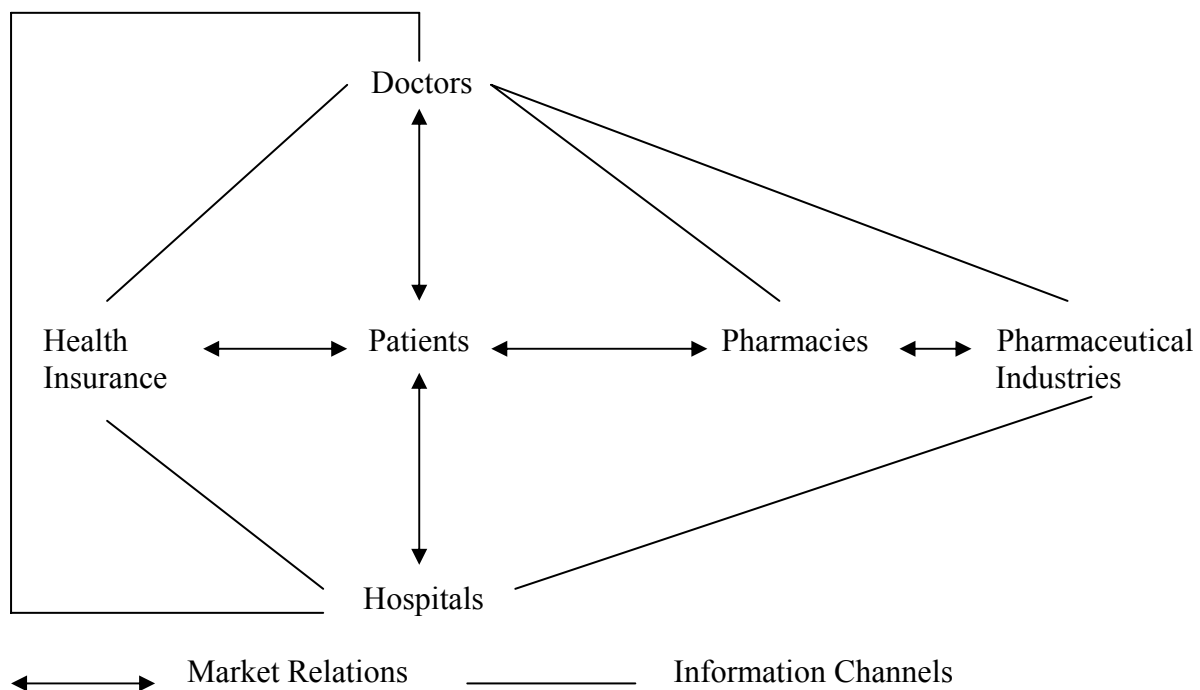 Doctors
Health
Insurance
Patients
Pharmacies
Pharmaceutical
Industries
Hospitals
Market Relations
Information Channels